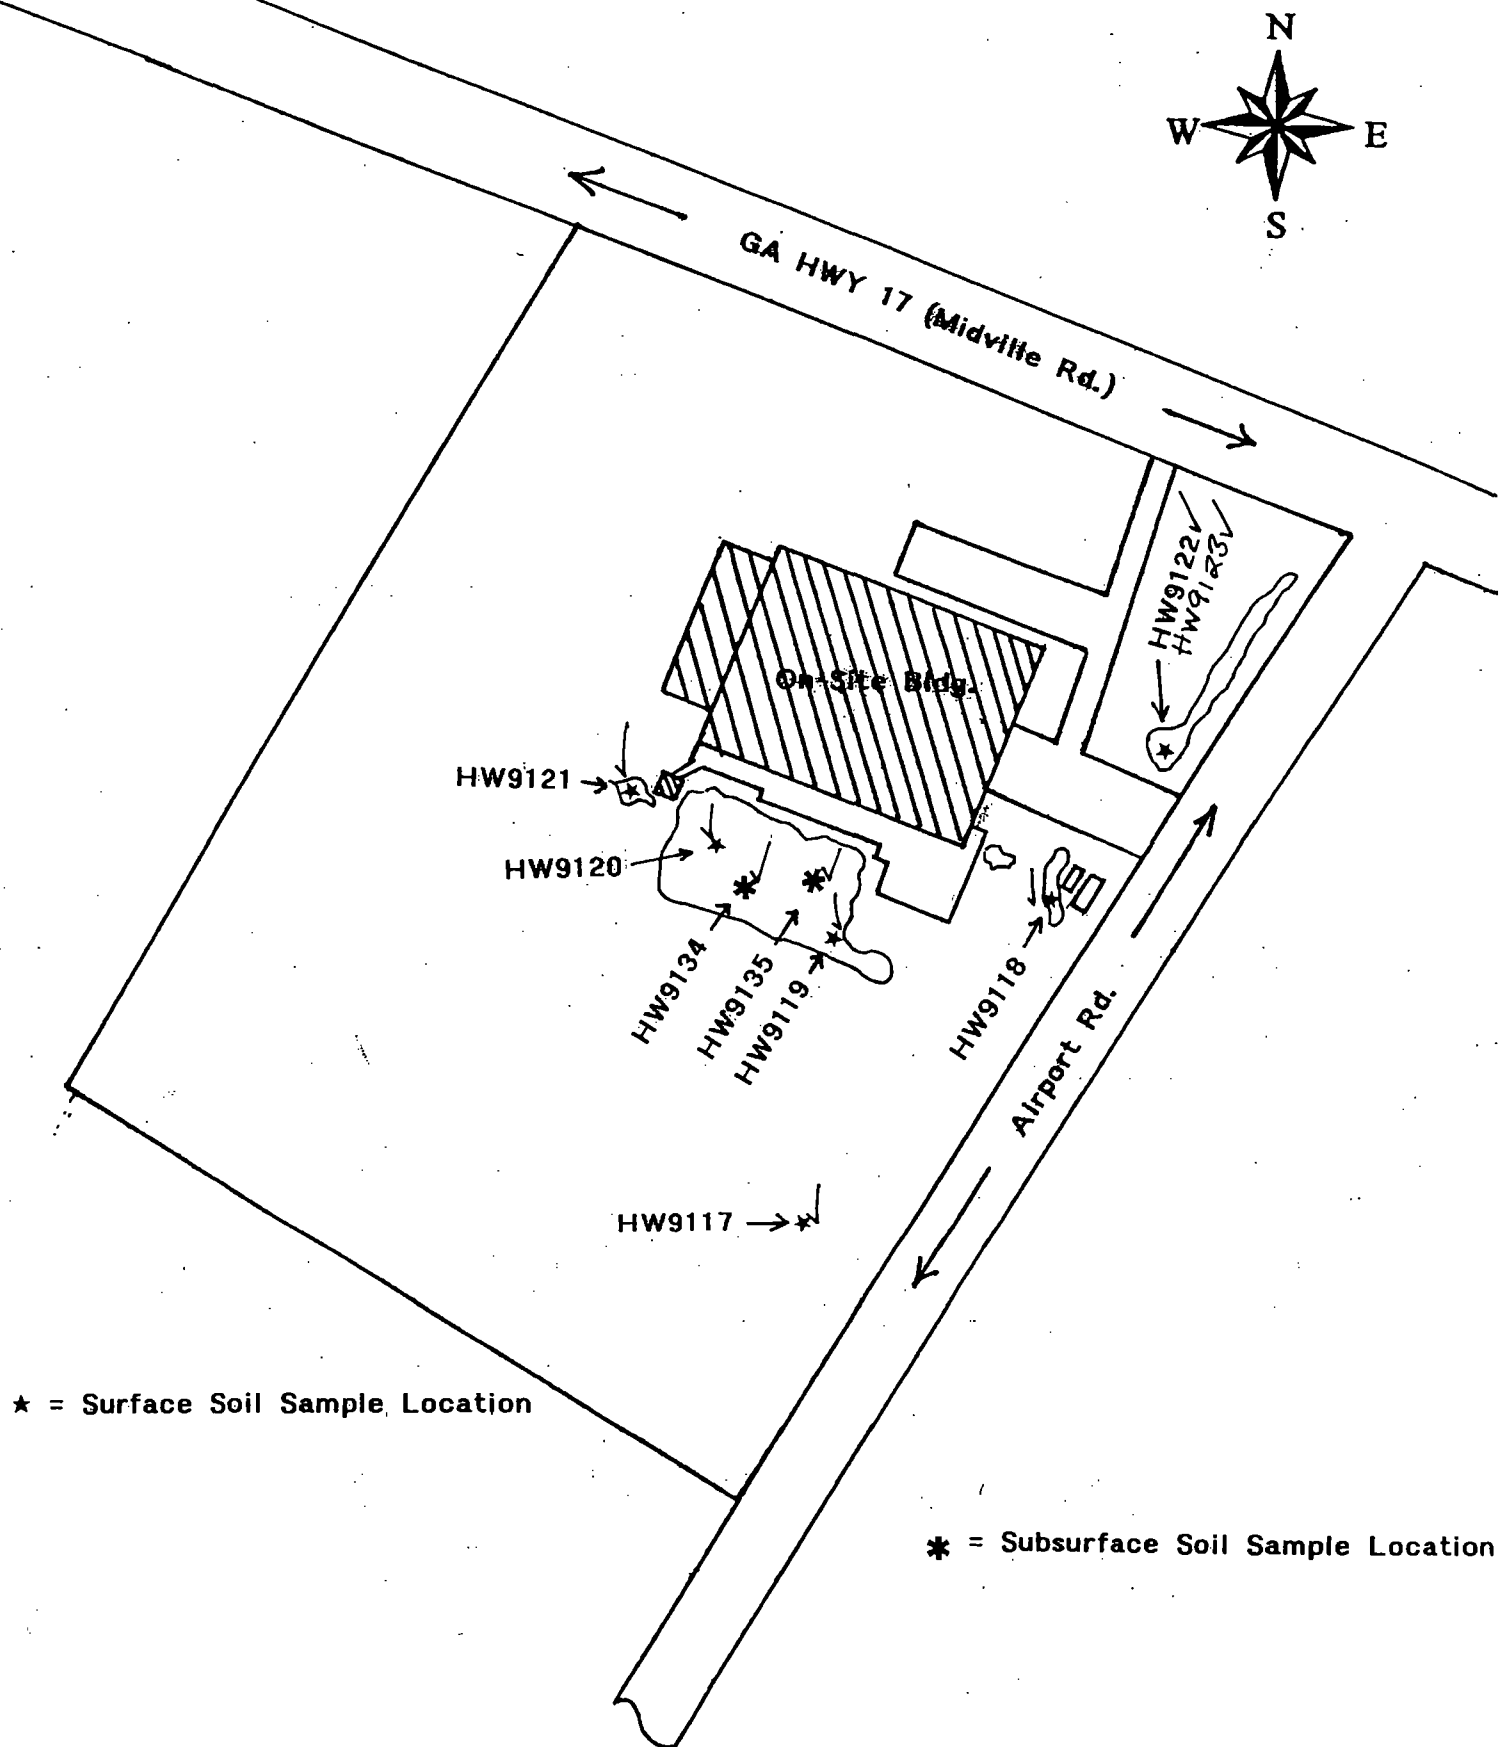 N
W E
S
GA HWY 17 (Midville Rd.)
HW9122
HW9123
On-Site Bldg.
HW9121
HW9120
HW9134
HW9135
HW9119
HW9118
Airport Rd.
HW9117
★ = Surface Soil Sample Location
✱ = Subsurface Soil Sample Location